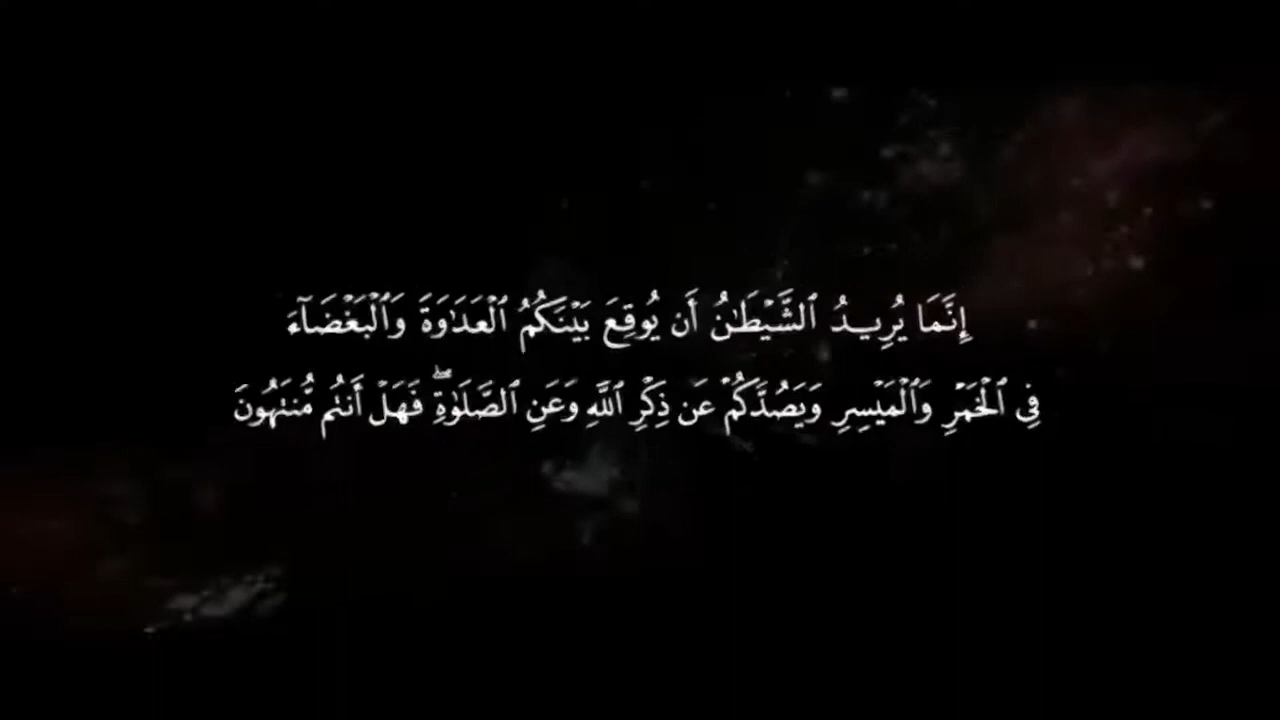 إِنَّمَا يُرِيدُ ٱلشَّيْطَٰنُ أَن يُوقِعَ بَيْنَكُمُ ٱلْعَدَٰوَةَ وَٱلْبَغْضَآءَ
فِى ٱلْخَمْرِ وَٱلْمَيْسِرِ وَيَصُدَّكُمْ عَن ذِكْرِ ٱللَّهِ وَعَنِ ٱلصَّلَوٰةِ ۖ فَهَلْ أَنتُم مُّنتَهُونَ